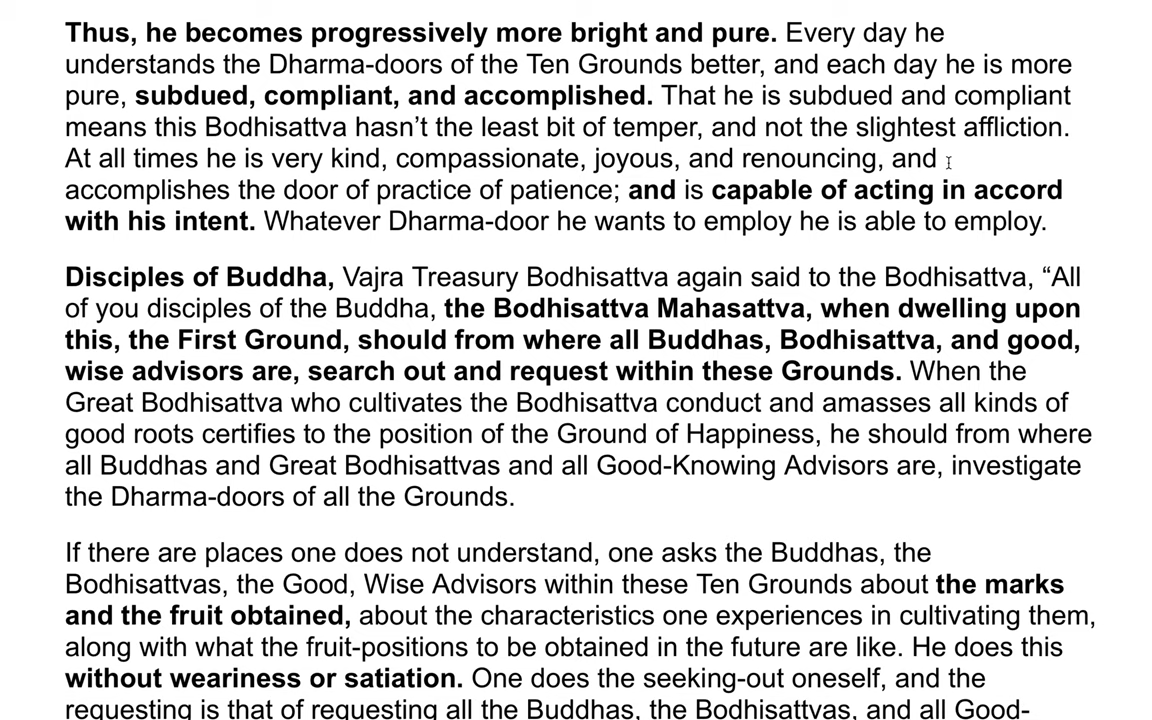 Thus, he becomes progressively more bright and pure. Every day he
understands the Dharma-doors of the Ten Grounds better, and each day he is more
pure, subdued, compliant, and accomplished. That he is subdued and compliant
means this Bodhisattva hasn’t the least bit of temper, and not the slightest affliction.
At all times he is very kind, compassionate, joyous, and renouncing, and
accomplishes the door of practice of patience; and is capable of acting in accord
with his intent. Whatever Dharma-door he wants to employ he is able to employ.
Disciples of Buddha, Vajra Treasury Bodhisattva again said to the Bodhisattva, “All
of you disciples of the Buddha, the Bodhisattva Mahasattva, when dwelling upon
this, the First Ground, should from where all Buddhas, Bodhisattva, and good,
wise advisors are, search out and request within these Grounds. When the
Great Bodhisattva who cultivates the Bodhisattva conduct and amasses all kinds of
good roots certifies to the position of the Ground of Happiness, he should from where
all Buddhas and Great Bodhisattvas and all Good-Knowing Advisors are, investigate
the Dharma-doors of all the Grounds.
If there are places one does not understand, one asks the Buddhas, the
Bodhisattvas, the Good, Wise Advisors within these Ten Grounds about the marks
and the fruit obtained, about the characteristics one experiences in cultivating them,
along with what the fruit-positions to be obtained in the future are like. He does this
without weariness or satiation. One does the seeking-out oneself, and the
requesting is that of requesting all the Buddhas, the Bodhisattvas, and all Good-